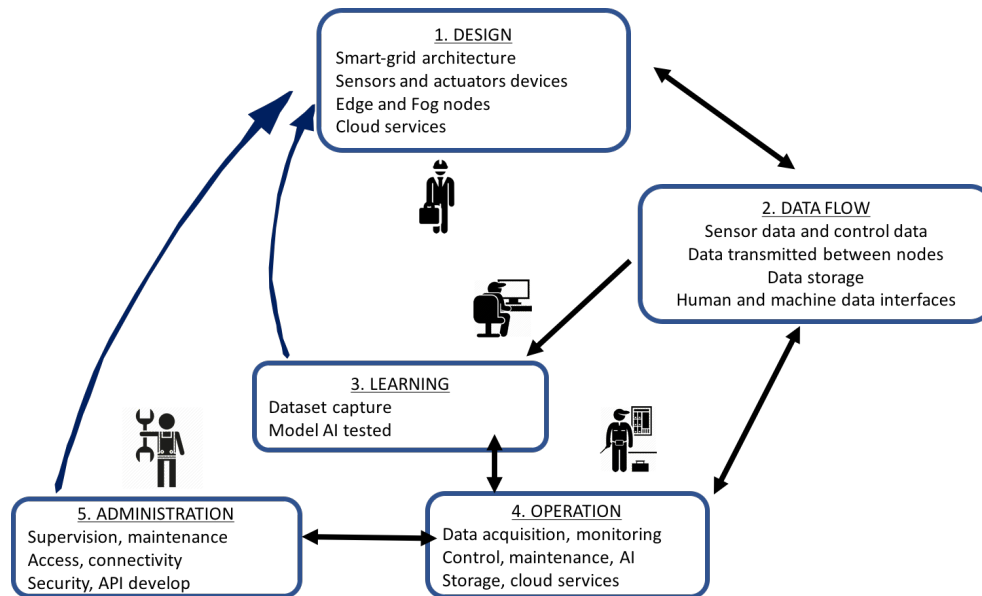 1. DESIGN
Smart-grid architecture
Sensors and actuators devices
Edge and Fog nodes
Cloud services
2. DATA FLOW
Sensor data and control data
Data transmitted between nodes
Data storage
Human and machine data interfaces
3. LEARNING
Dataset capture
Model AI tested
4. OPERATION
Data acquisition, monitoring
Control, maintenance, AI
Storage, cloud services
5. ADMINISTRATION
Supervision, maintenance
Access, connectivity
Security, API develop